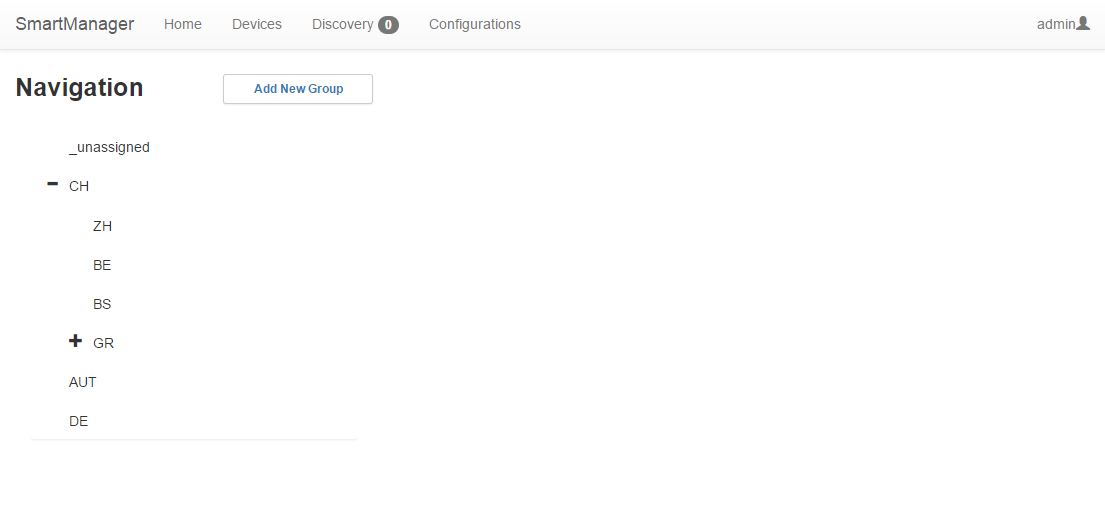 SmartManager Home Devices Discovery 0 Configurations admin
Navigation Add New Group
_unassigned
CH
ZH
BE
BS
GR
AUT
DE